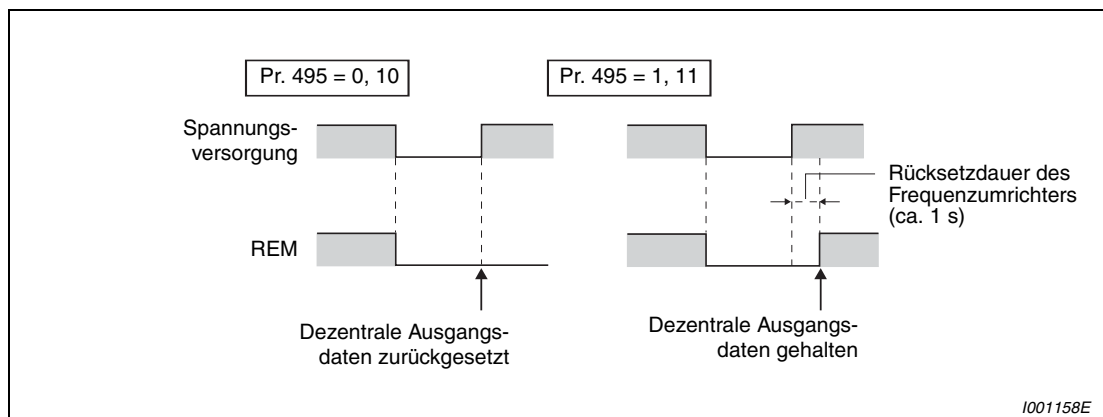 Pr. 495 = 0, 10
Pr. 495 = 1, 11
Spannungs-
versorgung
Rücksetzdauer des
Frequenzumrichters
(ca. 1 s)
REM
Dezentrale Ausgangs-
daten zurückgesetzt
Dezentrale Ausgangs-
daten gehalten
I001158E